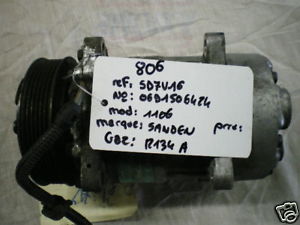 806
ref: SD7V16
No: 06B1506424
mod: 1106
marque: SANDEN prix:
GAZ: R134 A